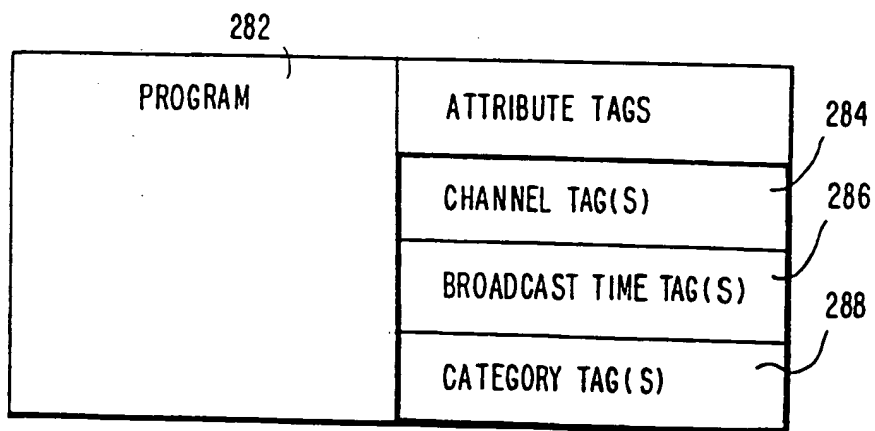 282
PROGRAM
ATTRIBUTE TAGS
284
CHANNEL TAG(S)
286
BROADCAST TIME TAG(S)
288
CATEGORY TAG(S)